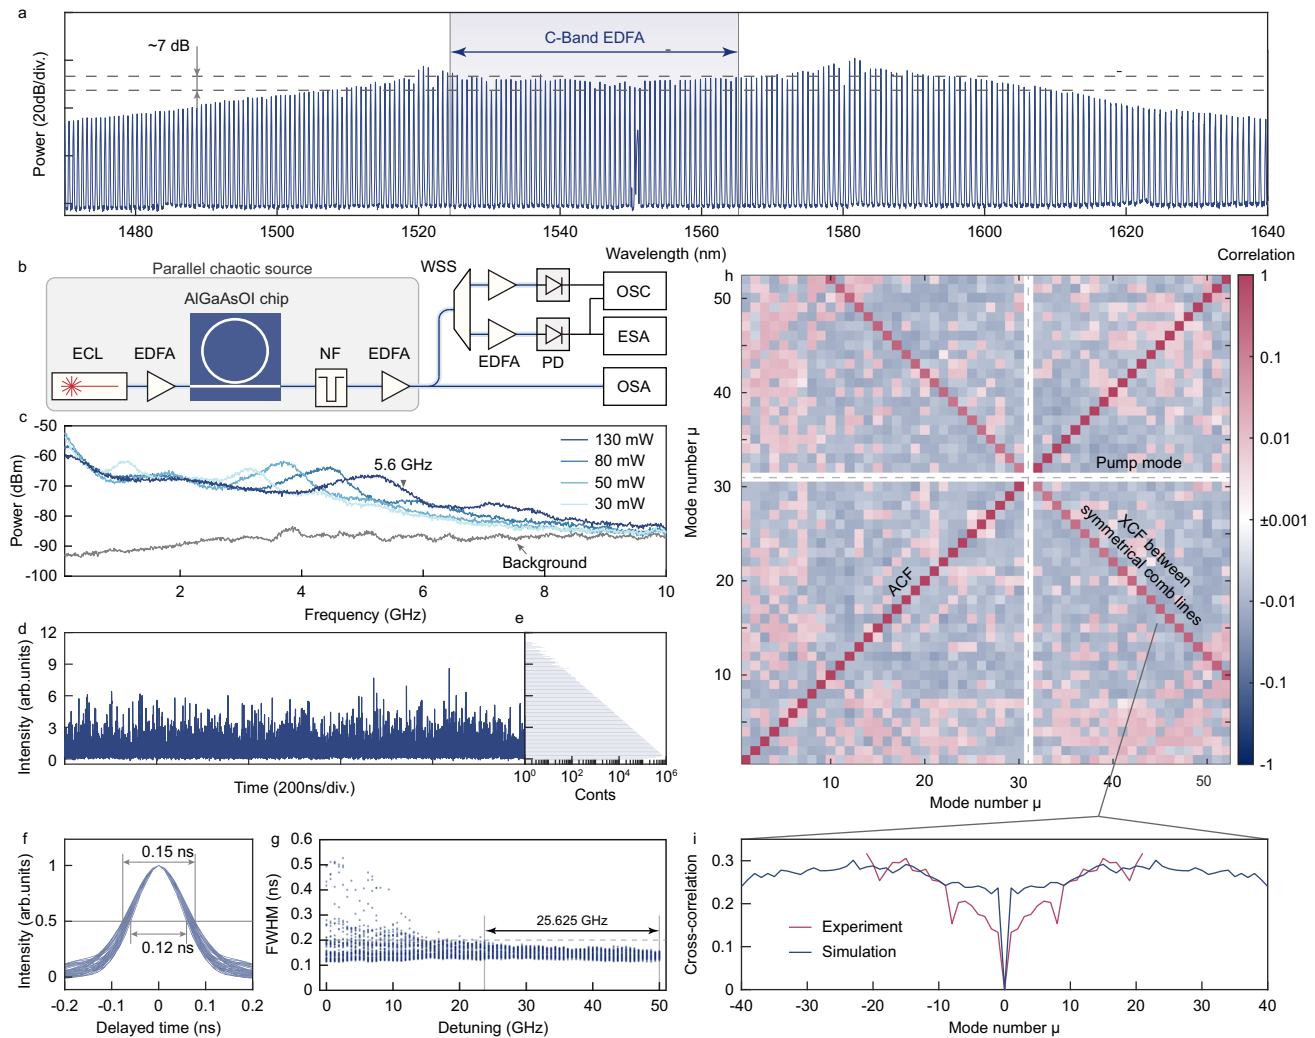 a
~7 dB
C-Band EDFA
Power (20dB/div.)
1480
1500
1520
1540
1560
1580
1600
1620
1640
Wavelength (nm)
b
Parallel chaotic source
AlGaAsOI chip
ECL
EDFA
NF
EDFA
WSS
EDFA
PD
OSC
ESA
OSA
c
-50
-60
-70
-80
-90
-100
Power (dBm)
5.6 GHz
130 mW
80 mW
50 mW
30 mW
Background
2
4
6
8
10
Frequency (GHz)
d
12
9
6
3
0
Intensity (arb.units)
Time (200ns/div.)
e
10⁰
10²
10⁴
10⁶
Conts
f
1
0.5
0
Intensity (arb.units)
0.15 ns
0.12 ns
-0.2
-0.1
0
0.1
0.2
Delayed time (ns)
g
0.6
0.5
0.4
0.3
0.2
0.1
0
FWHM (ns)
25.625 GHz
0
10
20
30
40
50
Detuning (GHz)
h
Correlation
50
40
30
20
10
Mode number μ
Pump mode
ACF
XCF between
symmetrical comb lines
10
20
30
40
50
Mode number μ
1
0.1
0.01
±0.001
-0.01
-0.1
-1
i
0.3
0.2
0.1
0
Cross-correlation
Experiment
Simulation
-40
-30
-20
-10
0
10
20
30
40
Mode number μ